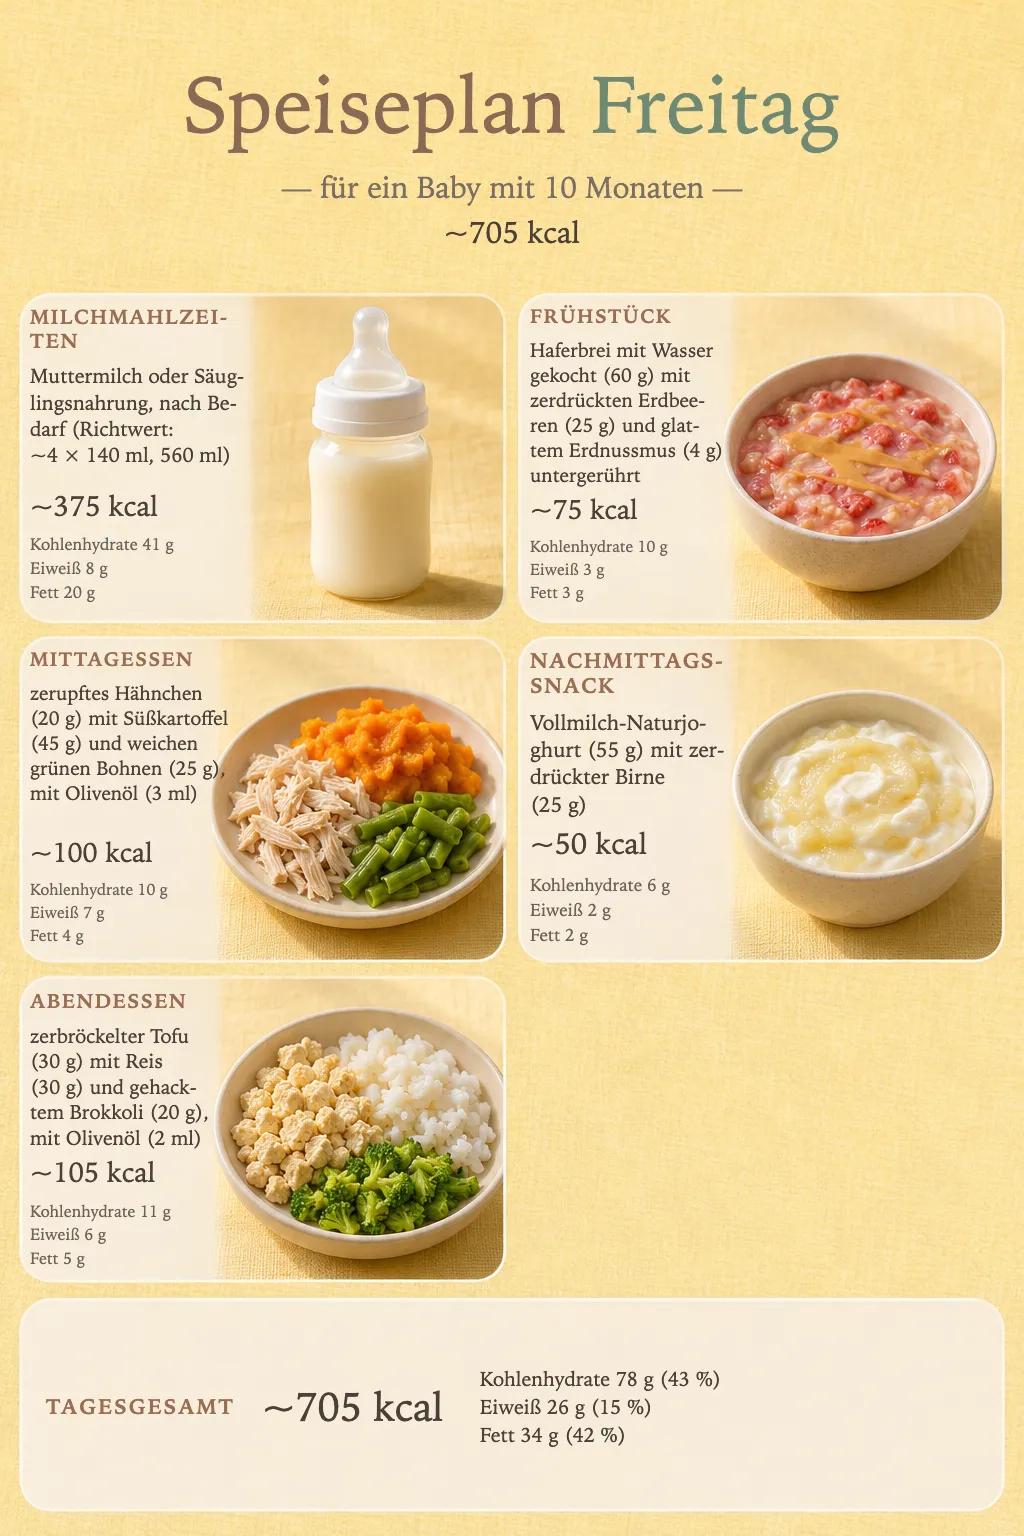 Speiseplan Freitag
— für ein Baby mit 10 Monaten —
~705 kcal
MILCHMAHLZEI-
TEN
Muttermilch oder Säug-
lingsnahrung, nach Be-
darf (Richtwert:
~4 × 140 ml, 560 ml)
~375 kcal
Kohlenhydrate 41 g
Eiweiß 8 g
Fett 20 g
FRÜHSTÜCK
Haferbrei mit Wasser
gekocht (60 g) mit
zerdrückten Erdbee-
ren (25 g) und glat-
tem Erdnussmus (4 g)
untergerührt
~75 kcal
Kohlenhydrate 10 g
Eiweiß 3 g
Fett 3 g
MITTAGESSEN
zerupftes Hähnchen
(20 g) mit Süßkartoffel
(45 g) und weichen
grünen Bohnen (25 g),
mit Olivenöl (3 ml)
~100 kcal
Kohlenhydrate 10 g
Eiweiß 7 g
Fett 4 g
NACHMITTAGS-
SNACK
Vollmilch-Naturjo-
ghurt (55 g) mit zer-
drückter Birne
(25 g)
~50 kcal
Kohlenhydrate 6 g
Eiweiß 2 g
Fett 2 g
ABENDESSEN
zerbröckelter Tofu
(30 g) mit Reis
(30 g) und gehack-
tem Brokkoli (20 g),
mit Olivenöl (2 ml)
~105 kcal
Kohlenhydrate 11 g
Eiweiß 6 g
Fett 5 g
TAGESGESAMT
~705 kcal
Kohlenhydrate 78 g (43 %)
Eiweiß 26 g (15 %)
Fett 34 g (42 %)